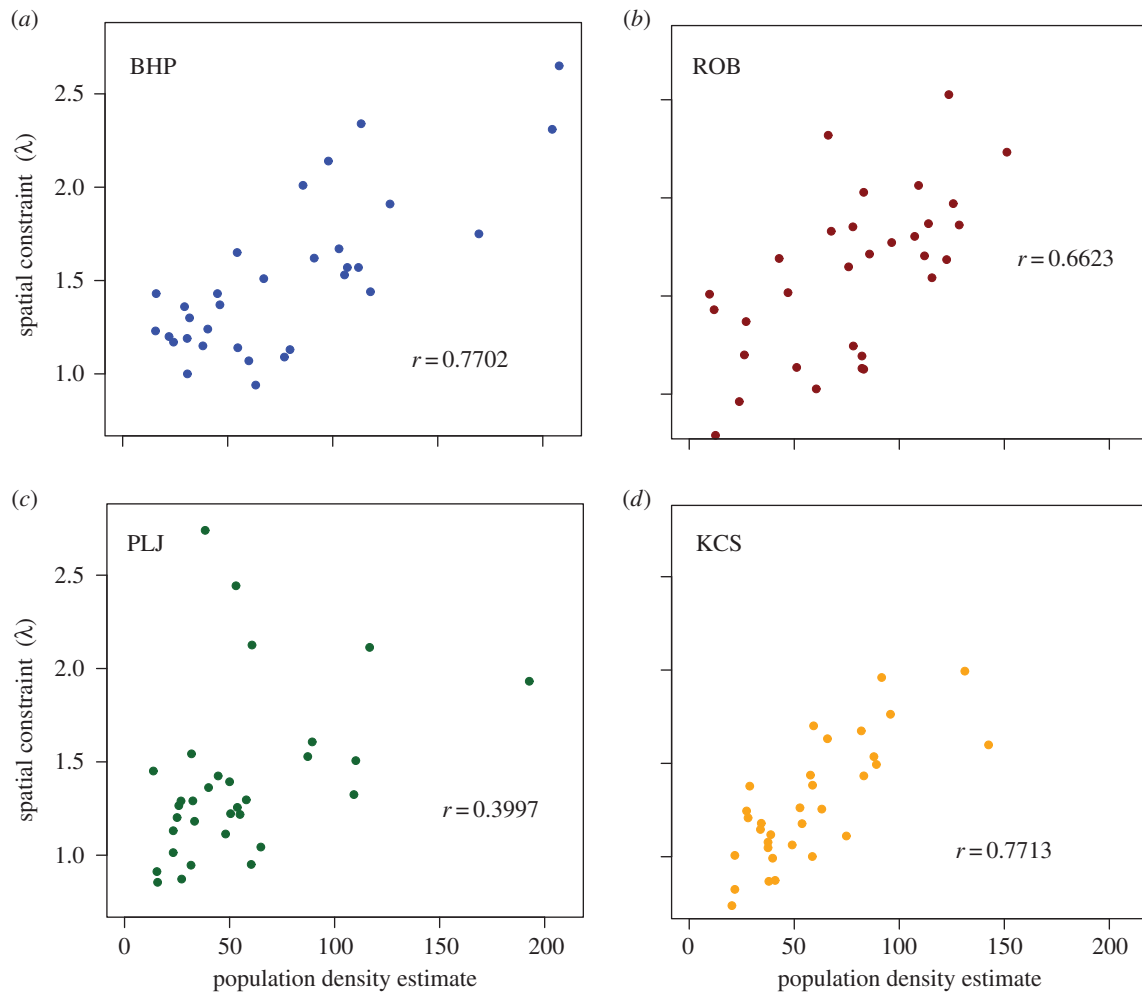 (a)
BHP
2.5
2.0
1.5
1.0
spatial constraint (λ)
r = 0.7702
(b)
ROB
r = 0.6623
(c)
PLJ
2.5
2.0
1.5
1.0
spatial constraint (λ)
r = 0.3997
0 50 100 150 200
population density estimate
(d)
KCS
r = 0.7713
0 50 100 150 200
population density estimate